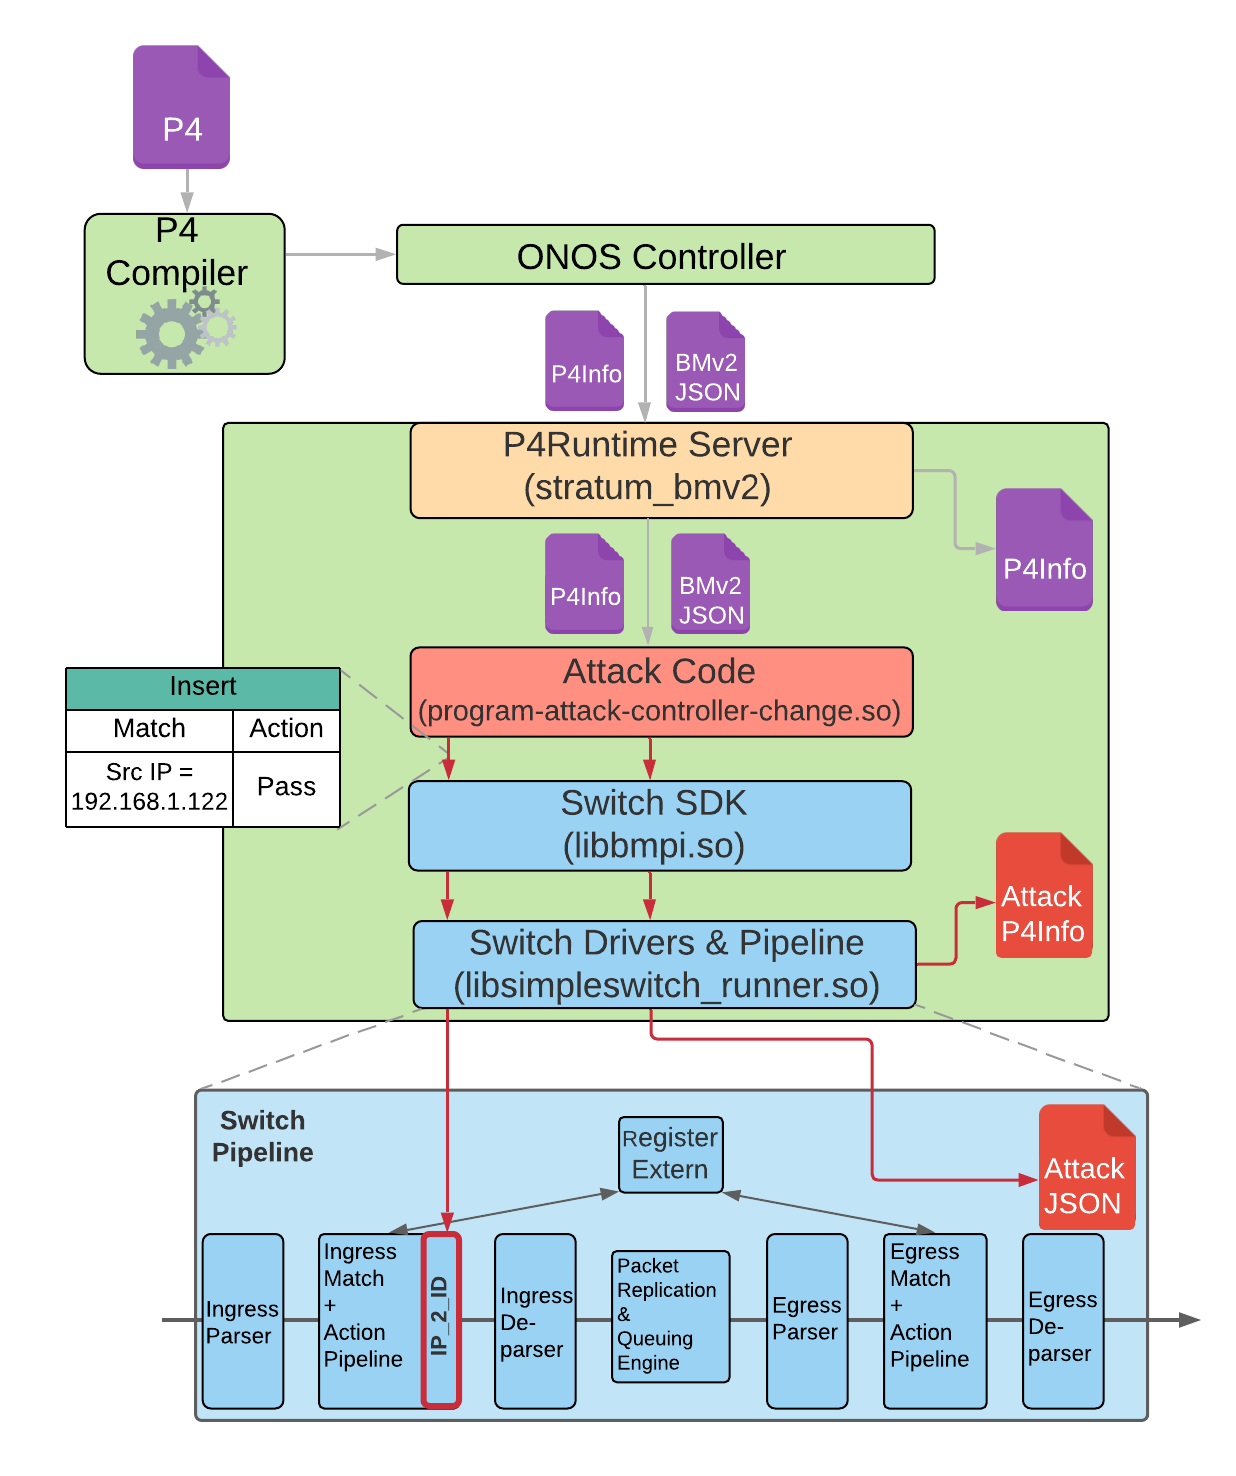 P4
P4
Compiler
ONOS Controller
P4Info
BMv2
JSON
P4Runtime Server
(stratum_bmv2)
P4Info
P4Info
BMv2
JSON
Attack Code
(program-attack-controller-change.so)
Insert
Match
Action
Src IP =
192.168.1.122
Pass
Switch SDK
(libbmpi.so)
Attack
P4Info
Switch Drivers & Pipeline
(libsimpleswitch_runner.so)
Switch
Pipeline
Register
Extern
Attack
JSON
Ingress
Parser
Ingress
Match
+
Action
Pipeline
IP_2_ID
Ingress
De-
parser
Packet
Replication
&
Queuing
Engine
Egress
Parser
Egress
Match
+
Action
Pipeline
Egress
De-
parser